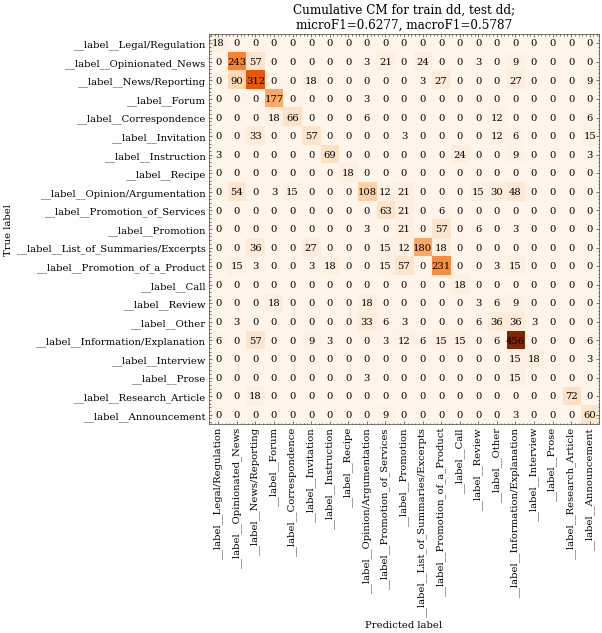 Cumulative CM for train dd, test dd;
microF1=0.6277, macroF1=0.5787
True label
__label__Legal/Regulation 18 0 0 0 0 0 0 0 0 0 0 0 0 0 0 0 0 0 0 0 0
__label__Opinionated_News 0 243 57 0 0 0 0 0 3 21 0 24 0 0 3 0 9 0 0 0 0
__label__News/Reporting 0 90 312 0 0 18 0 0 0 0 0 3 27 0 0 0 27 0 0 0 9
__label__Forum 0 0 0 177 0 0 0 0 3 0 0 0 0 0 0 0 0 0 0 0 0
__label__Correspondence 0 0 0 18 66 0 0 0 6 0 0 0 0 0 0 12 0 0 0 0 6
__label__Invitation 0 0 33 0 0 57 0 0 0 0 3 0 0 0 0 12 6 0 0 0 15
__label__Instruction 3 0 0 0 0 0 69 0 0 0 0 0 0 24 0 0 9 0 0 0 3
__label__Recipe 0 0 0 0 0 0 0 18 0 0 0 0 0 0 0 0 0 0 0 0 0
__label__Opinion/Argumentation 0 54 0 3 15 0 0 0 108 12 21 0 0 0 15 30 48 0 0 0 0
__label__Promotion_of_Services 0 0 0 0 0 0 0 0 0 63 21 0 6 0 0 0 0 0 0 0 0
__label__Promotion 0 0 0 0 0 0 0 0 3 0 21 0 57 0 6 0 3 0 0 0 0
__label__List_of_Summaries/Excerpts 0 0 36 0 0 27 0 0 0 15 12 180 18 0 0 0 0 0 0 0 0
__label__Promotion_of_a_Product 0 15 3 0 0 3 18 0 0 15 57 0 231 0 0 3 15 0 0 0 0
__label__Call 0 0 0 0 0 0 0 0 0 0 0 0 0 18 0 0 0 0 0 0 0
__label__Review 0 0 0 18 0 0 0 0 18 0 0 0 0 0 3 6 9 0 0 0 0
__label__Other 0 3 0 0 0 0 0 0 33 6 3 0 0 0 6 36 36 3 0 0 0
__label__Information/Explanation 6 0 57 0 0 9 3 0 0 3 12 6 15 15 0 6 456 0 0 0 6
__label__Interview 0 0 0 0 0 0 0 0 0 0 0 0 0 0 0 0 15 18 0 0 3
__label__Prose 0 0 0 0 0 0 0 0 3 0 0 0 0 0 0 0 15 0 0 0 0
__label__Research_Article 0 0 18 0 0 0 0 0 0 0 0 0 0 0 0 0 0 0 0 72 0
__label__Announcement 0 0 0 0 0 0 0 0 0 9 0 0 0 0 0 0 3 0 0 0 60
__label__Legal/Regulation
__label__Opinionated_News
__label__News/Reporting
__label__Forum
__label__Correspondence
__label__Invitation
__label__Instruction
__label__Recipe
__label__Opinion/Argumentation
__label__Promotion_of_Services
__label__Promotion
__label__List_of_Summaries/Excerpts
__label__Promotion_of_a_Product
__label__Call
__label__Review
__label__Other
__label__Information/Explanation
__label__Interview
__label__Prose
__label__Research_Article
__label__Announcement
Predicted label